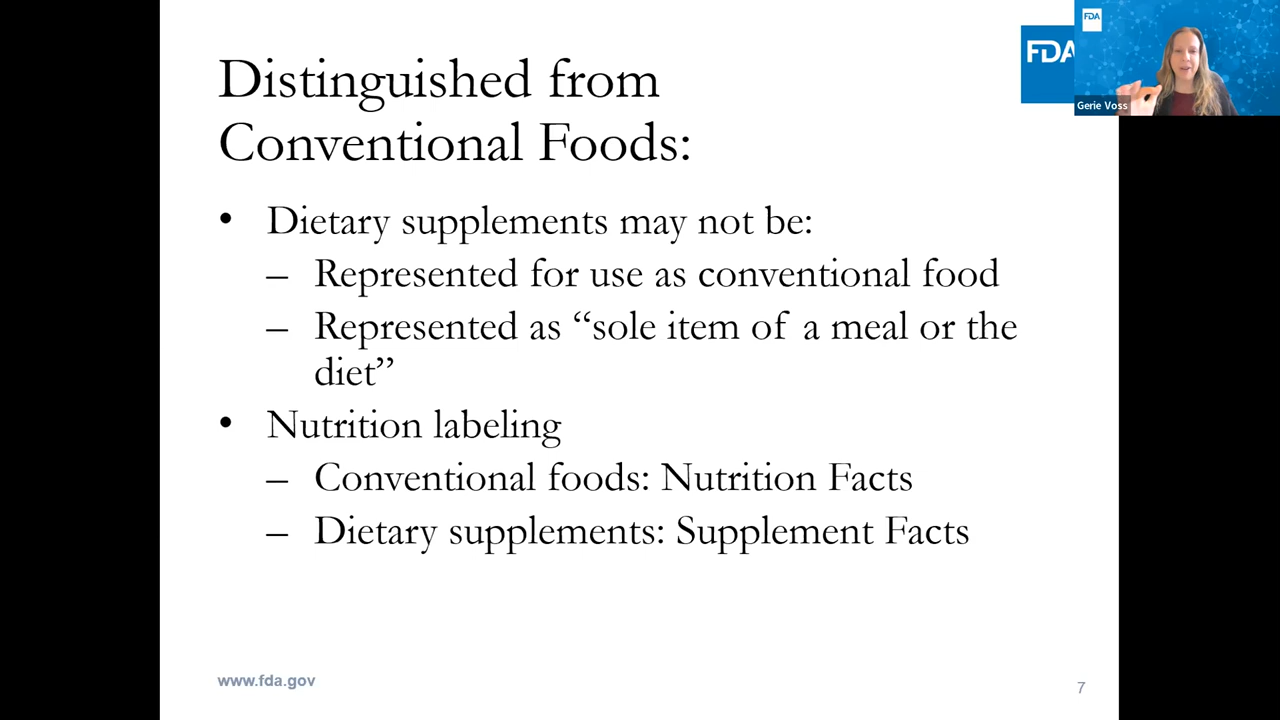 Distinguished from
Conventional Foods:
• Dietary supplements may not be:
– Represented for use as conventional food
– Represented as “sole item of a meal or the
diet”
• Nutrition labeling
– Conventional foods: Nutrition Facts
– Dietary supplements: Supplement Facts
www.fda.gov
7
FDA
FDA
Gerie Voss